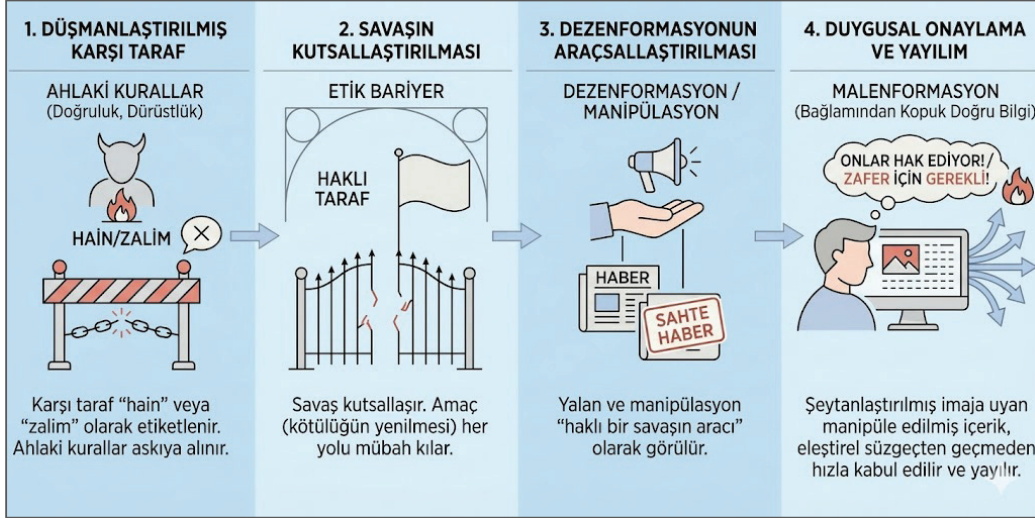 1. DÜŞMANLAŞTIRILMIŞ
KARŞI TARAF
AHLAKİ KURALLAR
(Doğruluk, Dürüstlük)
HAİN/ZALİM
Karşı taraf “hain” veya
“zalim” olarak etiketlenir.
Ahlaki kurallar askıya alınır.
2. SAVAŞIN
KUTSALLAŞTIRILMASI
ETİK BARİYER
HAKLI
TARAF
Savaş kutsallaşır. Amaç
(kötülüğün yenilmesi) her
yolu mübah kılar.
3. DEZENFORMASYONUN
ARAÇSALLAŞTIRILMASI
DEZENFORMASYON /
MANİPÜLASYON
HABER
SAHTE
HABER
Yalan ve manipülasyon
“haklı bir savaşın aracı”
olarak görülür.
4. DUYGUSAL ONAYLAMA
VE YAYILIM
MALENFORMASYON
(Bağlamından Kopuk Doğru Bilgi)
ONLAR HAK EDİYOR!/
ZAFER İÇİN GEREKLİ!
Şeytanlaştırılmış imaja uyan
manipüle edilmiş içerik,
eleştirel süzgeçten geçmeden
hızla kabul edilir ve yayılır.